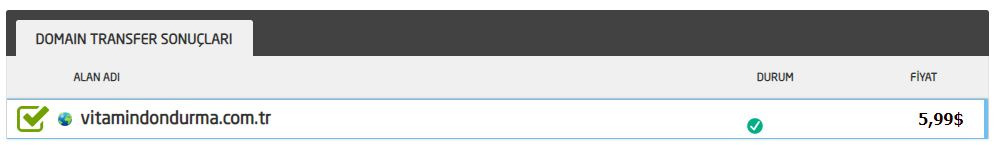 DOMAIN TRANSFER SONUÇLARI
ALAN ADI DURUM FİYAT
vitamindondurma.com.tr 5,99$